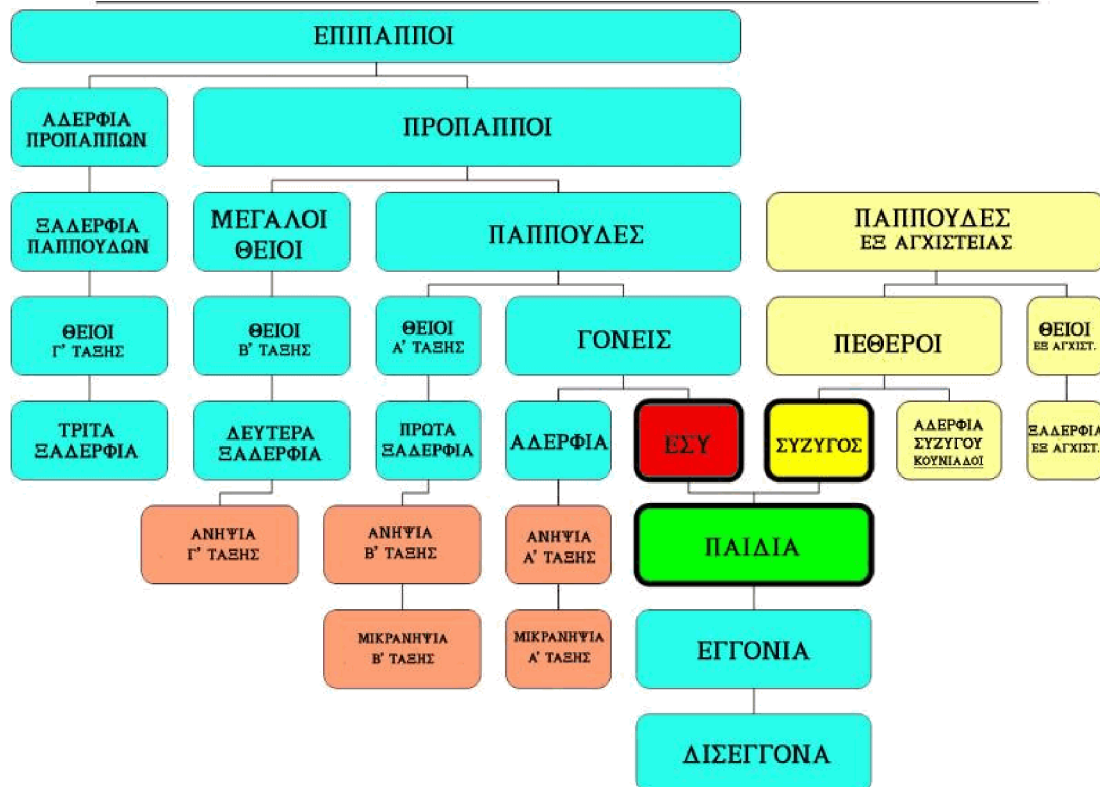 ΕΠΙΠΑΠΠΟΙ
ΑΔΕΡΦΙΑ
ΠΡΟΠΑΠΠΩΝ
ΠΡΟΠΑΠΠΟΙ
ΞΑΔΕΡΦΙΑ
ΠΑΠΠΟΥΔΩΝ
ΜΕΓΑΛΟΙ
ΘΕΙΟΙ
ΠΑΠΠΟΥΔΕΣ
ΠΑΠΠΟΥΔΕΣ
ΕΞ ΑΓΧΙΣΤΕΙΑΣ
ΘΕΙΟΙ
Γ' ΤΑΞΗΣ
ΘΕΙΟΙ
Β' ΤΑΞΗΣ
ΘΕΙΟΙ
Α' ΤΑΞΗΣ
ΓΟΝΕΙΣ
ΠΕΘΕΡΟΙ
ΘΕΙΟΙ
ΕΞ ΑΓΧΙΣΤ.
ΤΡΙΤΑ
ΞΑΔΕΡΦΙΑ
ΔΕΥΤΕΡΑ
ΞΑΔΕΡΦΙΑ
ΠΡΩΤΑ
ΞΑΔΕΡΦΙΑ
ΑΔΕΡΦΙΑ
ΕΣΥ
ΣΥΖΥΓΟΣ
ΑΔΕΡΦΙΑ
ΣΥΖΥΓΟΥ
ΚΟΥΝΙΑΔΟΙ
ΞΑΔΕΡΦΙΑ
ΕΞ ΑΓΧΙΣΤ.
ΑΝΗΨΙΑ
Γ' ΤΑΞΗΣ
ΑΝΗΨΙΑ
Β' ΤΑΞΗΣ
ΑΝΗΨΙΑ
Α' ΤΑΞΗΣ
ΠΑΙΔΙΑ
ΜΙΚΡΑΝΗΨΙΑ
Β' ΤΑΞΗΣ
ΜΙΚΡΑΝΗΨΙΑ
Α' ΤΑΞΗΣ
ΕΓΓΟΝΙΑ
ΔΙΣΕΓΓΟΝΑ